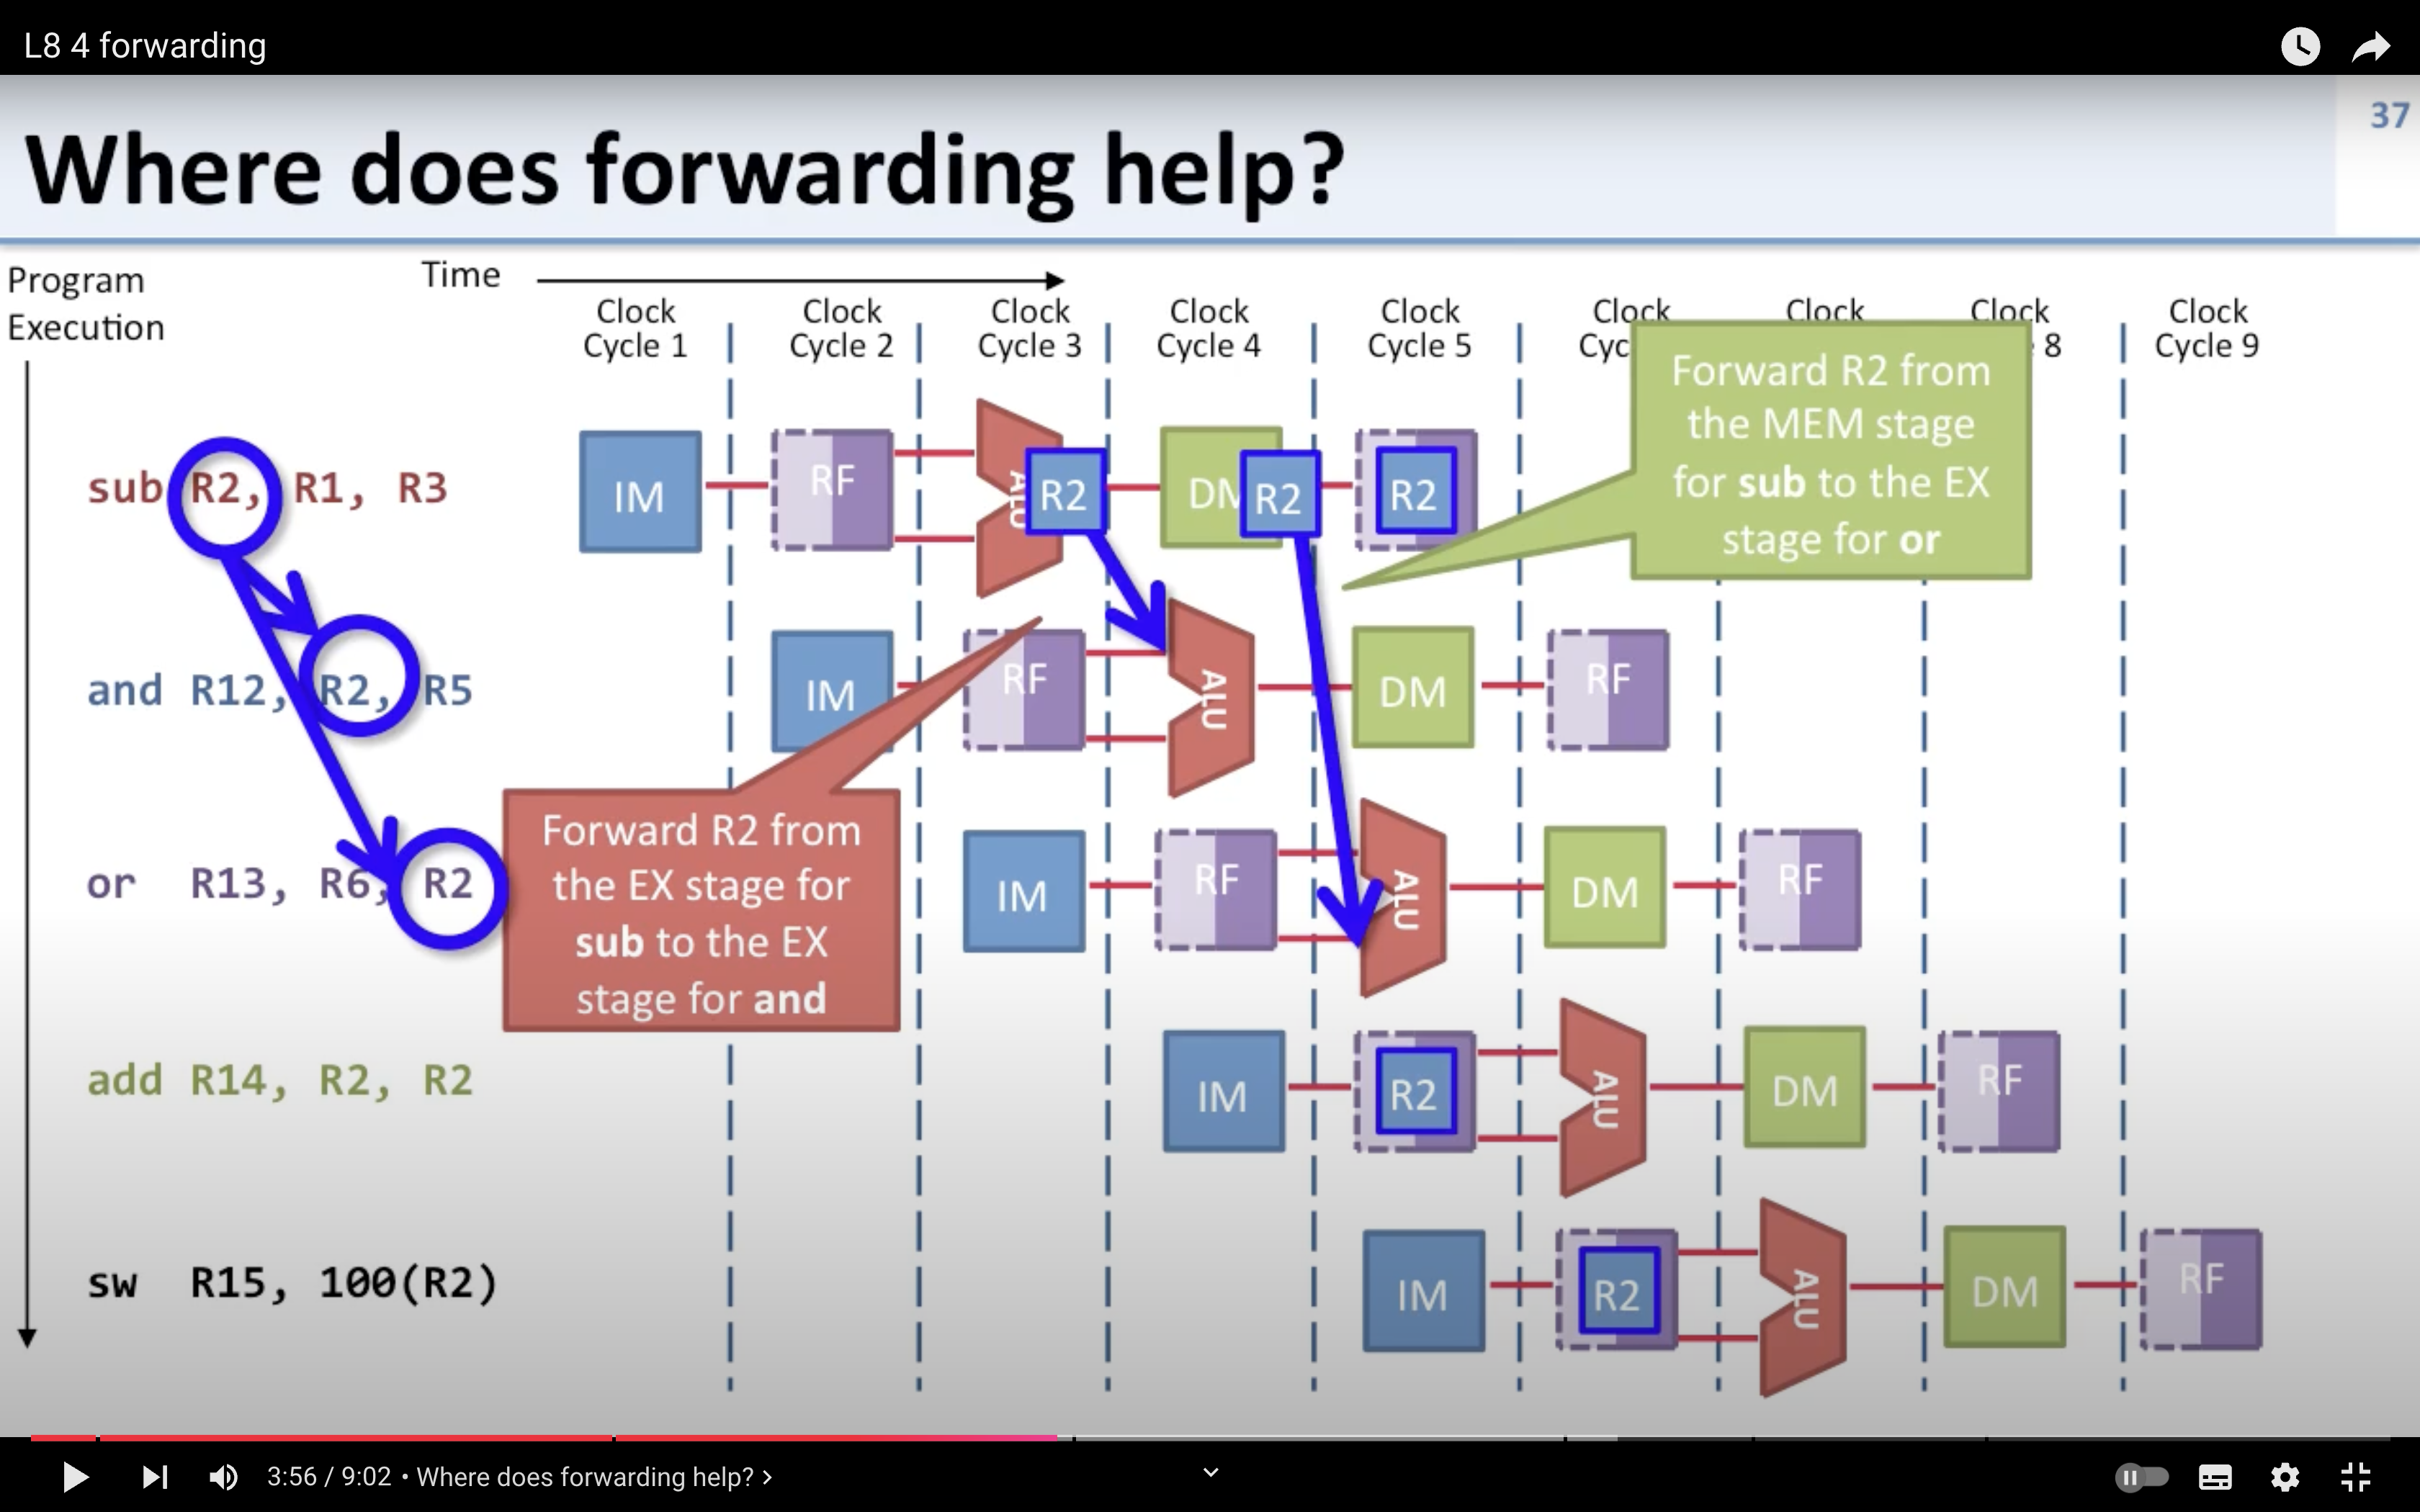 L8 4 forwarding
37
Where does forwarding help?
Program
Execution
Time
Clock
Cycle 1
Clock
Cycle 2
Clock
Cycle 3
Clock
Cycle 4
Clock
Cycle 5
Clock
Cyc
Clock
Clock
8
Clock
Cycle 9
Forward R2 from
the MEM stage
for sub to the EX
stage for or
sub R2, R1, R3
IM
RF
ALU
R2
DM
R2
R2
and R12, R2, R5
IM
RF
ALU
DM
RF
Forward R2 from
the EX stage for
sub to the EX
stage for and
or R13, R6, R2
IM
RF
ALU
DM
RF
add R14, R2, R2
IM
R2
ALU
DM
RF
sw R15, 100(R2)
IM
R2
ALU
DM
RF
3:56 / 9:02 • Where does forwarding help? >